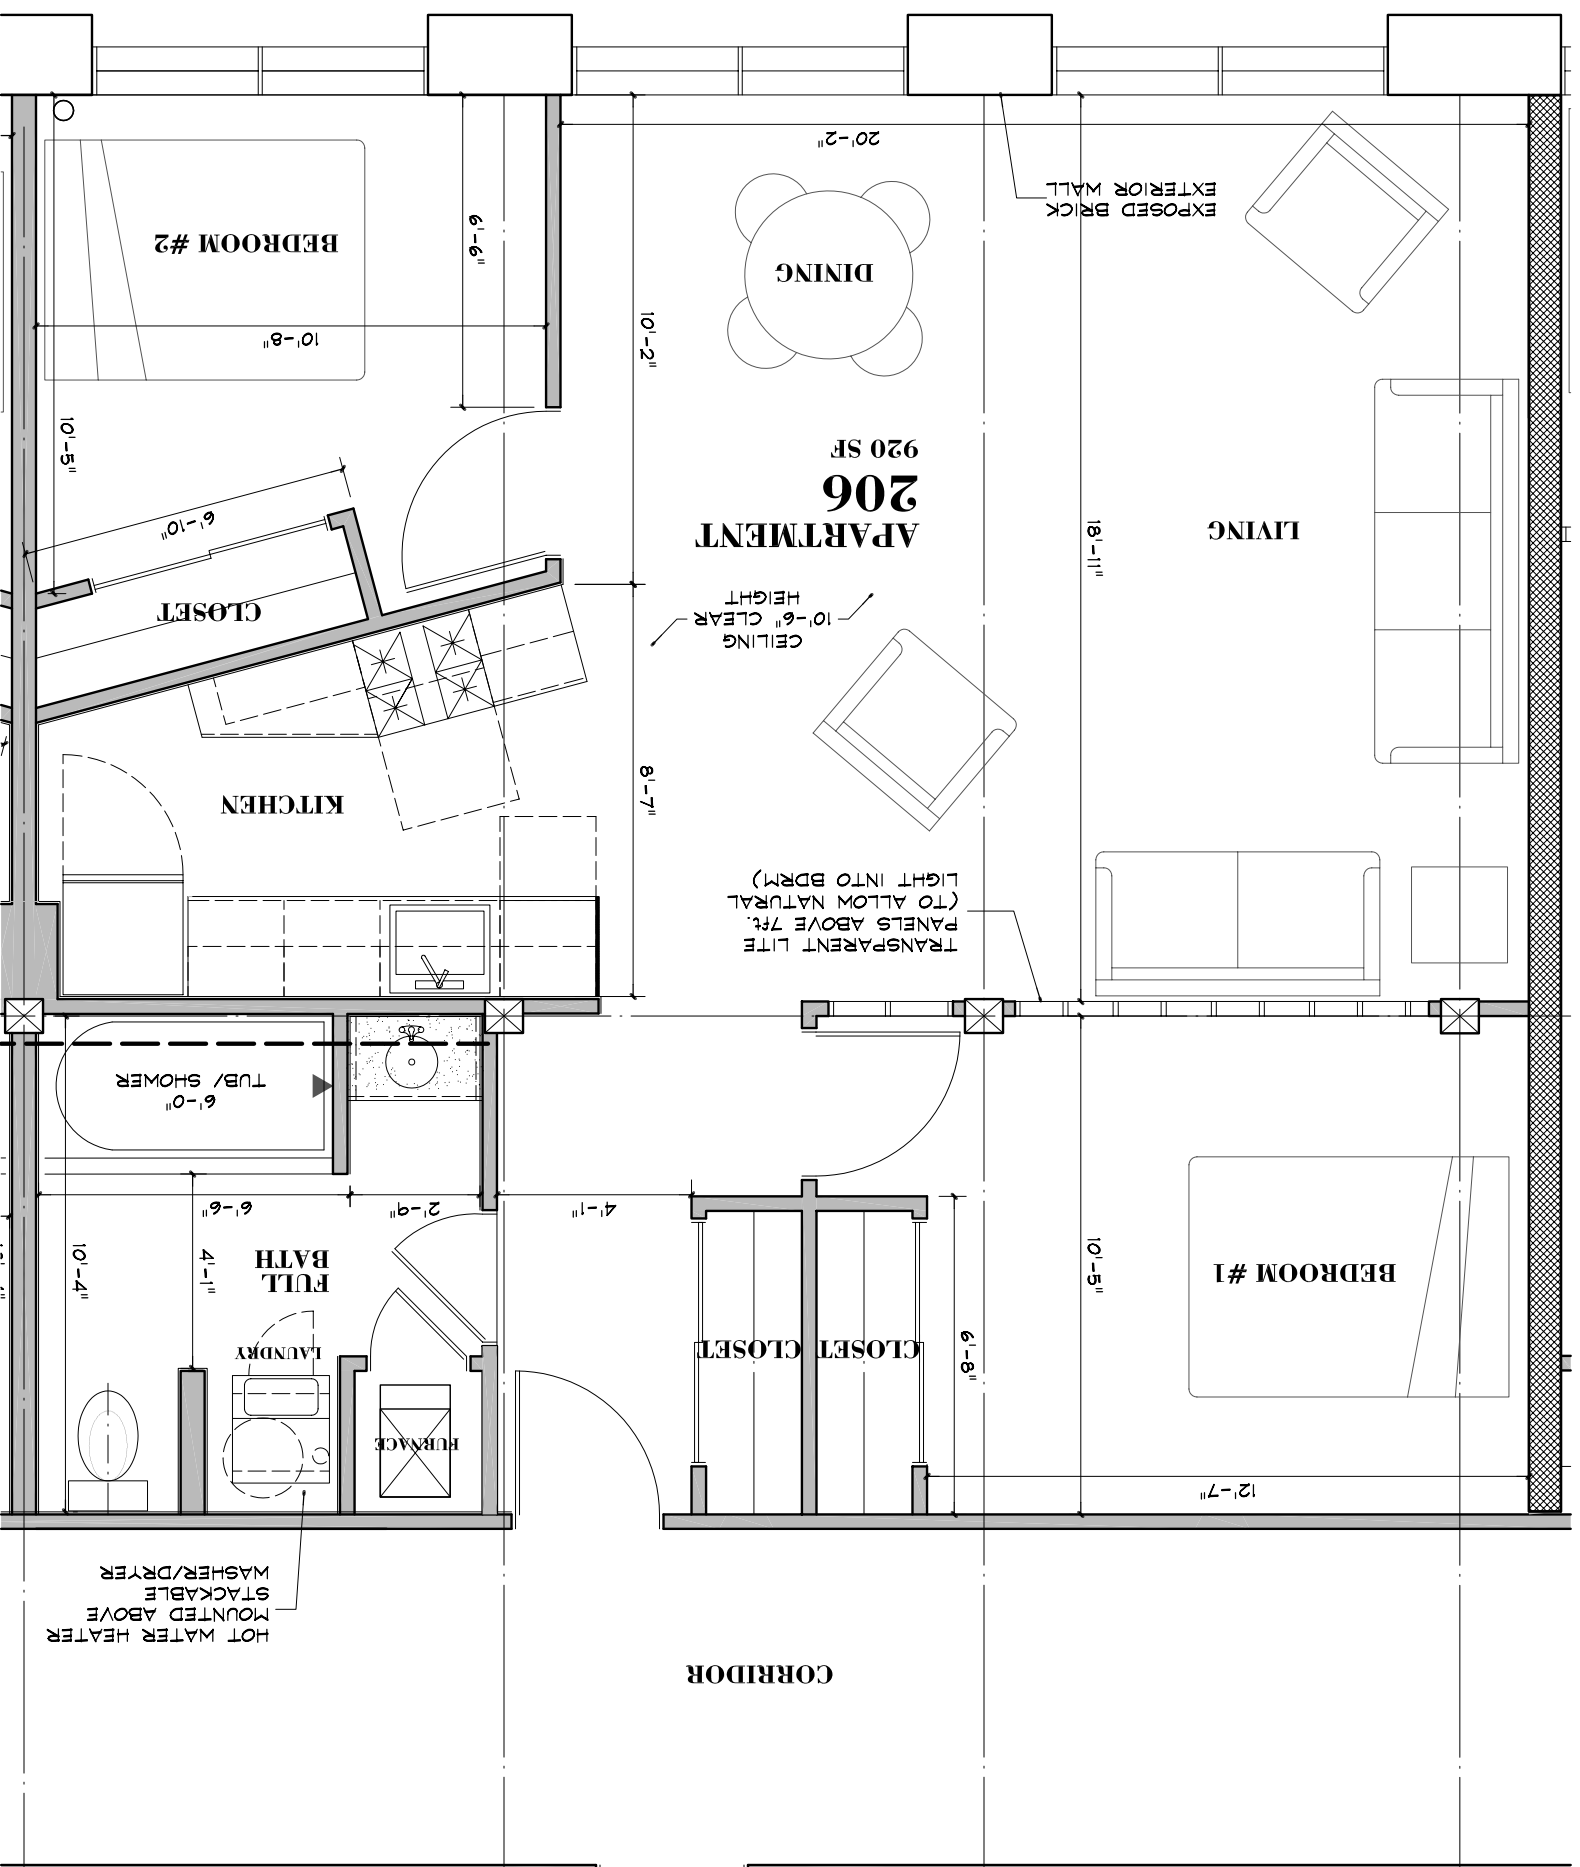 CORRIDOR
HOT WATER HEATER
MOUNTED ABOVE
STACKABLE
WASHER/DRYER
12'-7"
FURNACE
6'-8"
CLOSET
CLOSET
LAUNDRY
BEDROOM #1
10'-5"
FULL
BATH
4'-1"
10'-4"
4'-1"
2'-9"
6'-6"
6'-0"
TUB/ SHOWER
TRANSPARENT LITE
PANELS ABOVE 7ft.
(TO ALLOW NATURAL
LIGHT INTO BDRM)
KITCHEN
8'-7"
CEILING
10'-6" CLEAR
HEIGHT
CLOSET
LIVING
18'-11"
APARTMENT
206
920 SF
6'-10"
10'-5"
10'-2"
10'-8"
DINING
BEDROOM #2
6'-6"
EXPOSED BRICK
EXTERIOR WALL
20'-2"